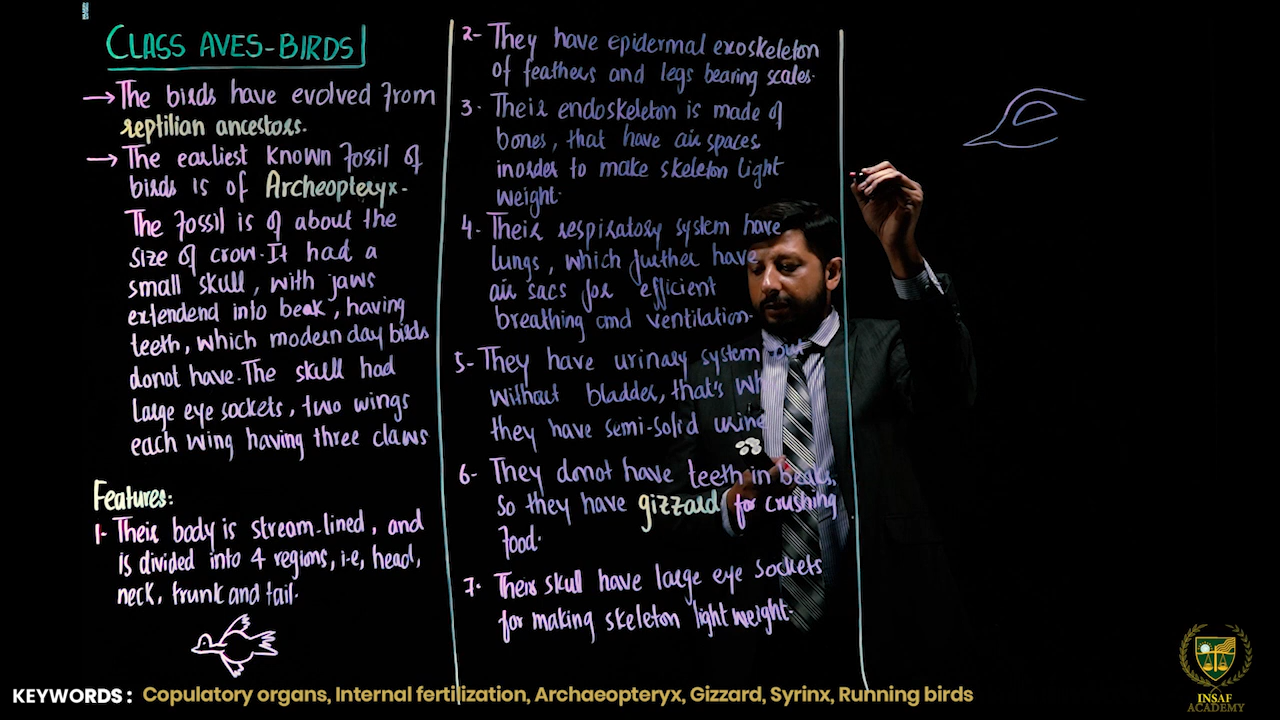 CLASS AVES-BIRDS
→ The birds have evolved from
reptilian ancestors.
→ The earliest known fossil of
birds is of Archeopteryx.
The fossil is of about the
size of crow. It had a
small skull, with jaws
extendend into beak, having
teeth, which modern day birds
donot have. The skull had
large eye sockets, two wings
each wing having three claws
Features:
1- Their body is stream-lined, and
is divided into 4 regions, i-e, head,
neck, trunk and tail.
2- They have epidermal exoskeleton
of feathers and legs bearing scales.
3. Their endoskeleton is made of
bones, that have air spaces.
inorder to make skeleton light
weight.
4. Their respiratory system have
lungs, which further have
air sacs for efficient
breathing and ventilation.
5- They have urinary system but
without bladder, that's wh
they have semi-solid urine
6- They donot have teeth in beaks.
So they have gizzard for crushing
food.
7. Their skull have large eye sockets
for making skeleton light weight.
KEYWORDS : Copulatory organs, Internal fertilization, Archaeopteryx, Gizzard, Syrinx, Running birds
INSAF
ACADEMY